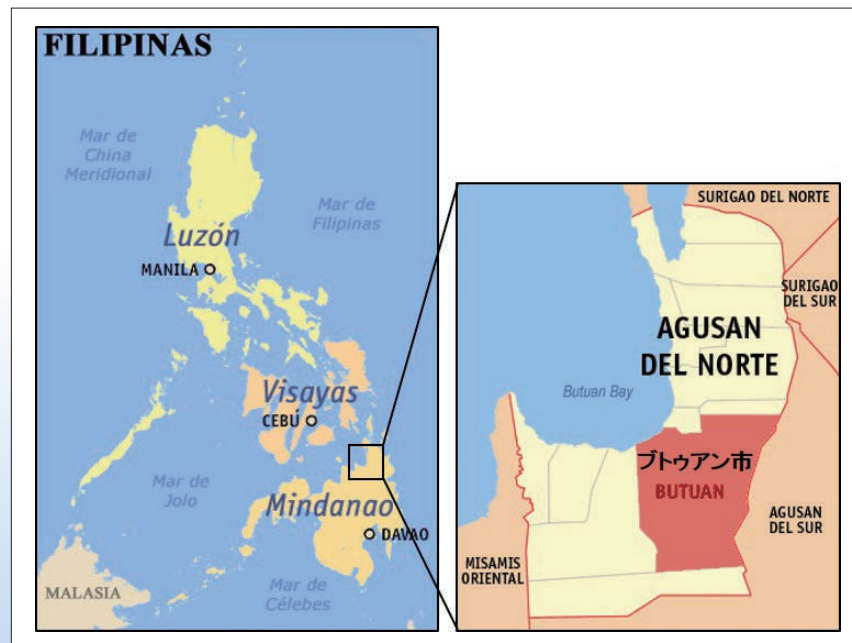 FILIPINAS
Mar de
China
Meridional
Mar de
Filipinas
Luzón
MANILA
Visayas
CEBÚ
Mar de
Jolo
Mindanao
DAVAO
MALASIA
Mar de
Célebes
SURIGAO DEL NORTE
SURIGAO
DEL SUR
AGUSAN
DEL NORTE
Butuan Bay
ブトゥアン市
BUTUAN
AGUSAN
DEL SUR
MISAMIS
ORIENTAL